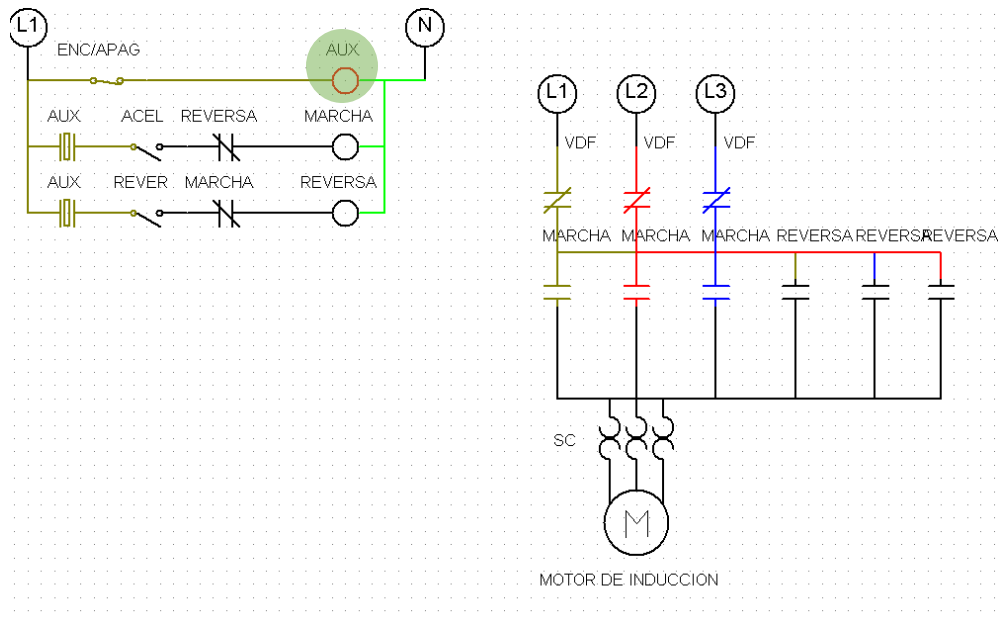 L1
N
ENC/APAG
AUX
AUX
ACEL
REVERSA
MARCHA
AUX
REVER
MARCHA
REVERSA
L1
L2
L3
VDF
VDF
VDF
MARCHA
MARCHA
MARCHA
REVERSA
REVERSA
REVERSA
SC
M
MOTOR DE INDUCCION